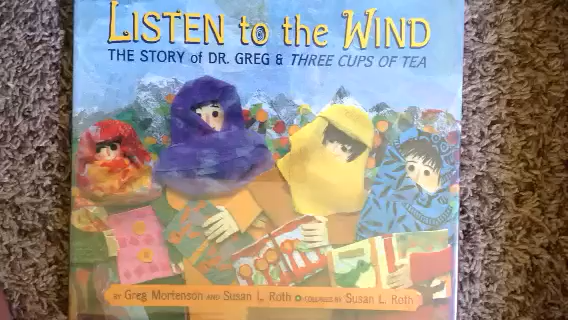 LISTEN to the WIND
THE STORY of DR. GREG & THREE CUPS OF TEA
BY Greg Mortenson AND Susan L. Roth COLLAGES BY Susan L. Roth